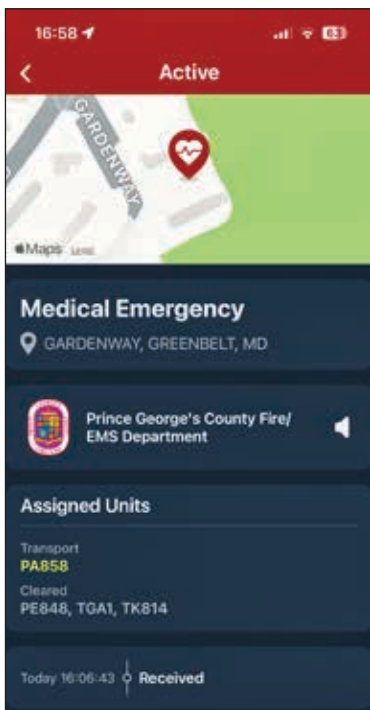 16:58
63
Active
GARDENWAY
Maps
Medical Emergency
GARDENWAY, GREENBELT, MD
Prince George's County Fire/
EMS Department
Assigned Units
Transport
PA858
Cleared
PE848, TGA1, TK814
Today 16:06:43 Received